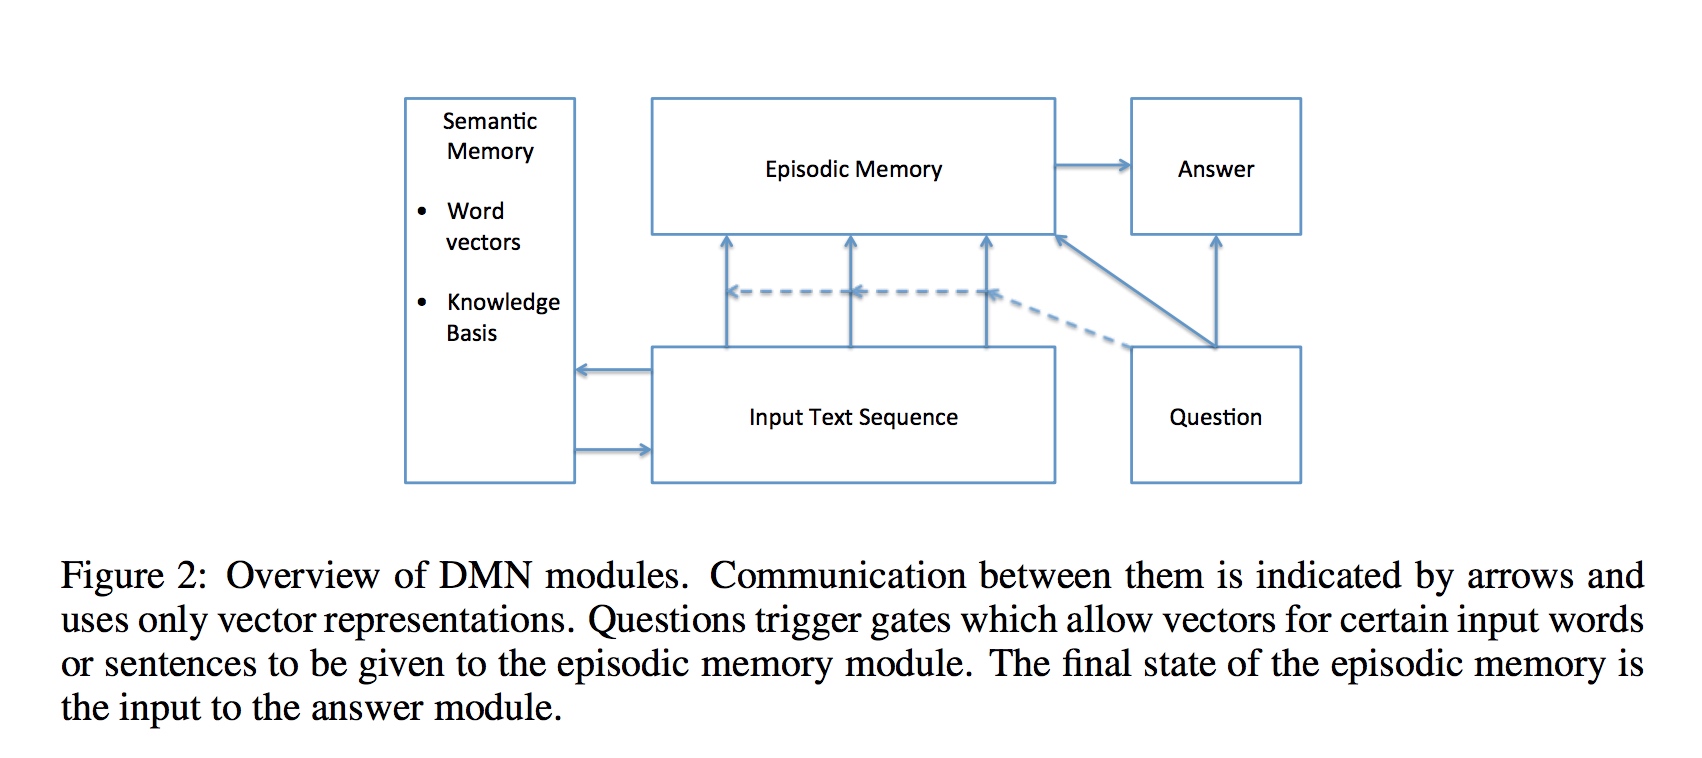 Semantic
Memory
• Word
vectors
• Knowledge
Basis
Episodic Memory
Answer
Input Text Sequence
Question
Figure 2: Overview of DMN modules. Communication between them is indicated by arrows and
uses only vector representations. Questions trigger gates which allow vectors for certain input words
or sentences to be given to the episodic memory module. The final state of the episodic memory is
the input to the answer module.